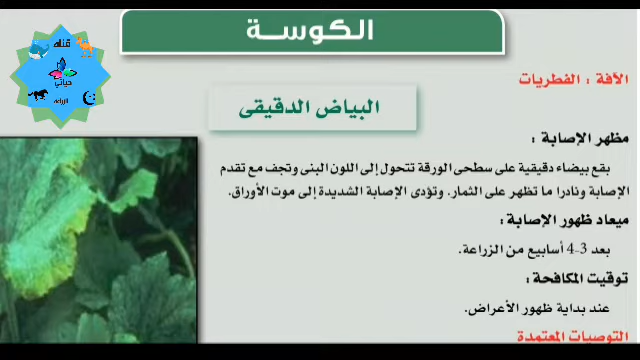 الكوسة
قناه
حياتي
الزراعة
الآفة : الفطريات
البياض الدقيقى
مظهر الإصابة :
بقع بيضاء دقيقية على سطحى الورقة تتحول إلى اللون البنى وتجف مع تقدم
الإصابة ونادرا ما تظهر على الثمار. وتؤدى الإصابة الشديدة إلى موت الأوراق.
ميعاد ظهور الإصابة :
بعد 3-4 أسابيع من الزراعة.
توقيت المكافحة :
عند بداية ظهور الأعراض.
التوصيات المعتمدة